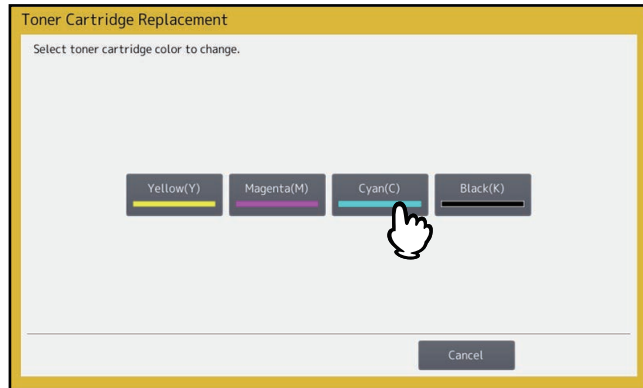 Toner Cartridge Replacement
Select toner cartridge color to change.
Yellow(Y) Magenta(M) Cyan(C) Black(K)
Cancel